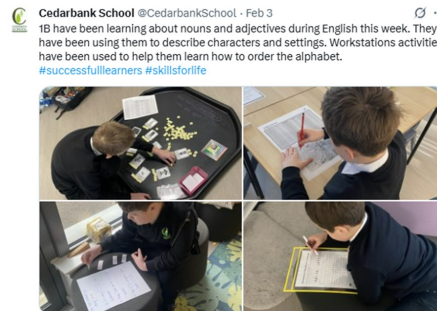 Cedarbank School @CedarbankSchool · Feb 3
1B have been learning about nouns and adjectives during English this week. They
have been using them to describe characters and settings. Workstations activitie
have been used to help them learn how to order the alphabet.
#successfulllearners #skillsforlife